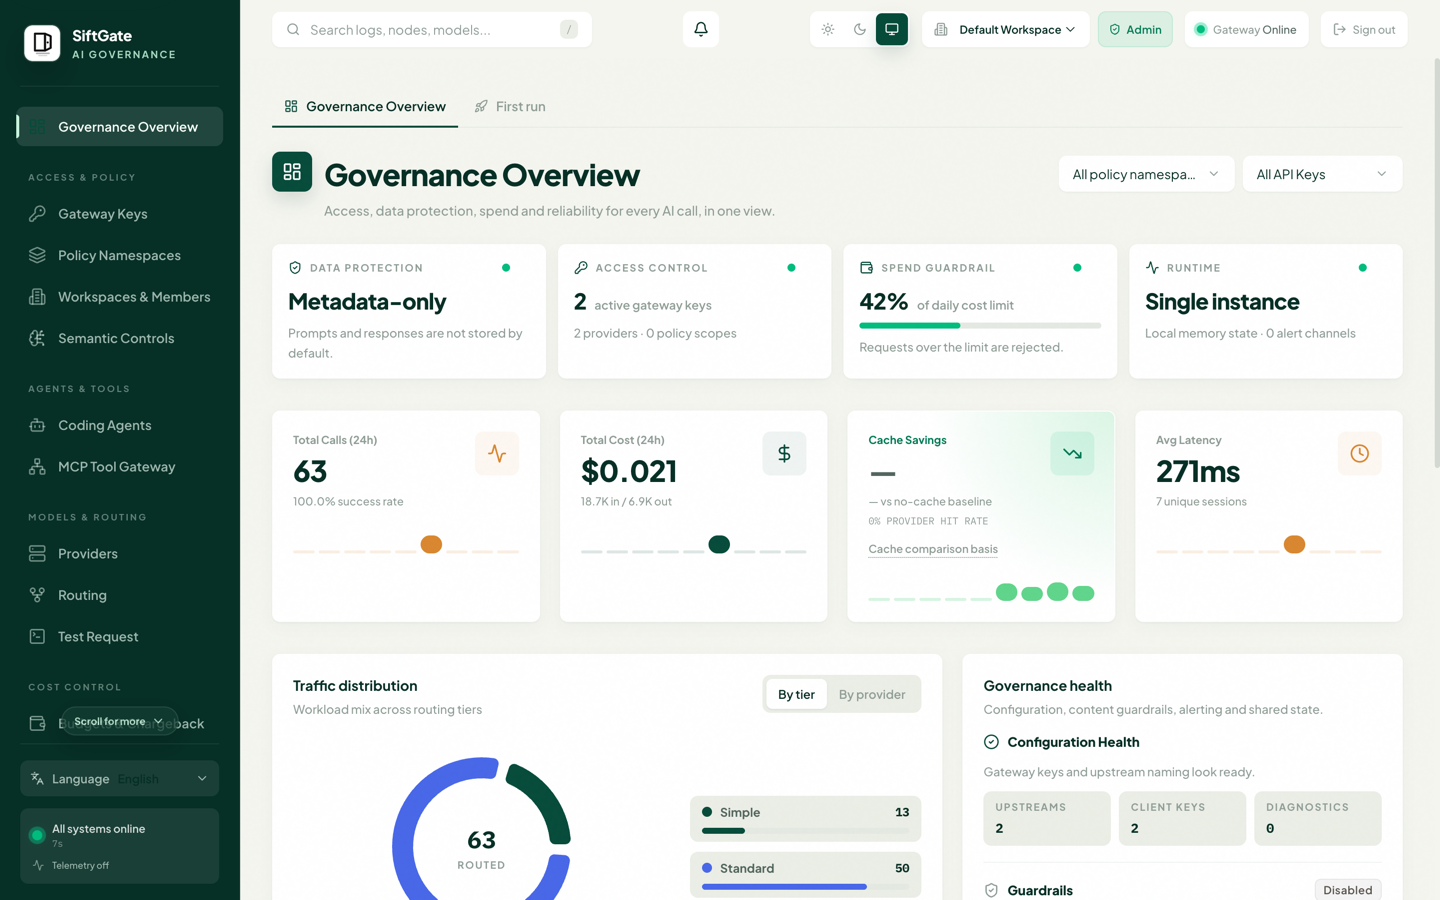 SiftGate
AI GOVERNANCE
Search logs, nodes, models...
/
Default Workspace
Admin
Gateway Online
Sign out
Governance Overview
ACCESS & POLICY
Gateway Keys
Policy Namespaces
Workspaces & Members
Semantic Controls
AGENTS & TOOLS
Coding Agents
MCP Tool Gateway
MODELS & ROUTING
Providers
Routing
Test Request
COST CONTROL
Scroll for more
Language English
All systems online
7s
Telemetry off
Governance Overview
First run
Governance Overview
Access, data protection, spend and reliability for every AI call, in one view.
All policy namespa...
All API Keys
DATA PROTECTION
Metadata-only
Prompts and responses are not stored by
default.
ACCESS CONTROL
2 active gateway keys
2 providers · 0 policy scopes
SPEND GUARDRAIL
42% of daily cost limit
Requests over the limit are rejected.
RUNTIME
Single instance
Local memory state · 0 alert channels
Total Calls (24h)
63
100.0% success rate
Total Cost (24h)
$0.021
18.7K in / 6.9K out
Cache Savings
—
— vs no-cache baseline
0% PROVIDER HIT RATE
Cache comparison basis
Avg Latency
271ms
7 unique sessions
Traffic distribution
Workload mix across routing tiers
By tier
By provider
63
ROUTED
Simple 13
Standard 50
Governance health
Configuration, content guardrails, alerting and shared state.
Configuration Health
Gateway keys and upstream naming look ready.
UPSTREAMS
2
CLIENT KEYS
2
DIAGNOSTICS
0
Guardrails
Disabled